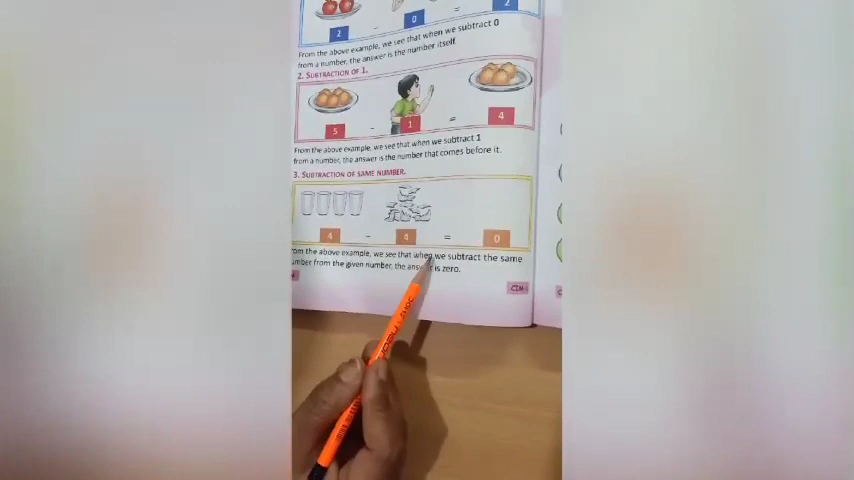 2 - 0 = 2
From the above example, we see that when we subtract 0
from a number, the answer is the number itself.
2. SUBTRACTION OF 1.
5 - 1 = 4
From the above example, we see that when we subtract 1
from a number, the answer is the number that comes before it.
3. SUBTRACTION OF SAME NUMBER.
4 - 4 = 0
rom the above example, we see that when we subtract the same
umber from the given number, the answer is zero.